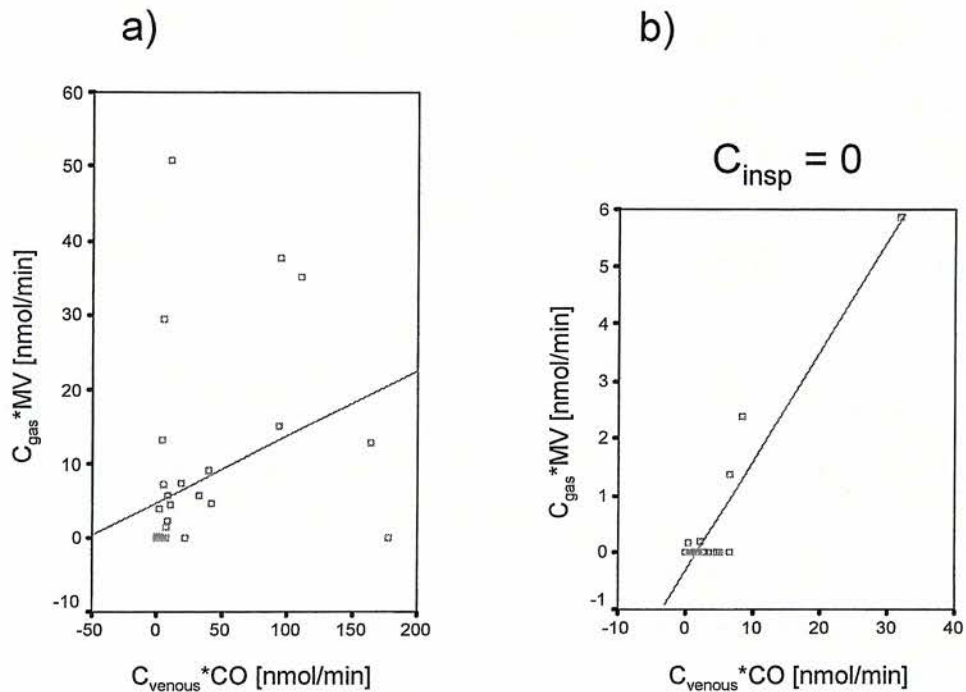 a)
60
50
40
30
20
10
0
-10
-50 0 50 100 150 200
C_gas*MV [nmol/min]
C_venous*CO [nmol/min]
b)
C_insp = 0
6
5
4
3
2
1
0
-1
-10 0 10 20 30 40
C_gas*MV [nmol/min]
C_venous*CO [nmol/min]